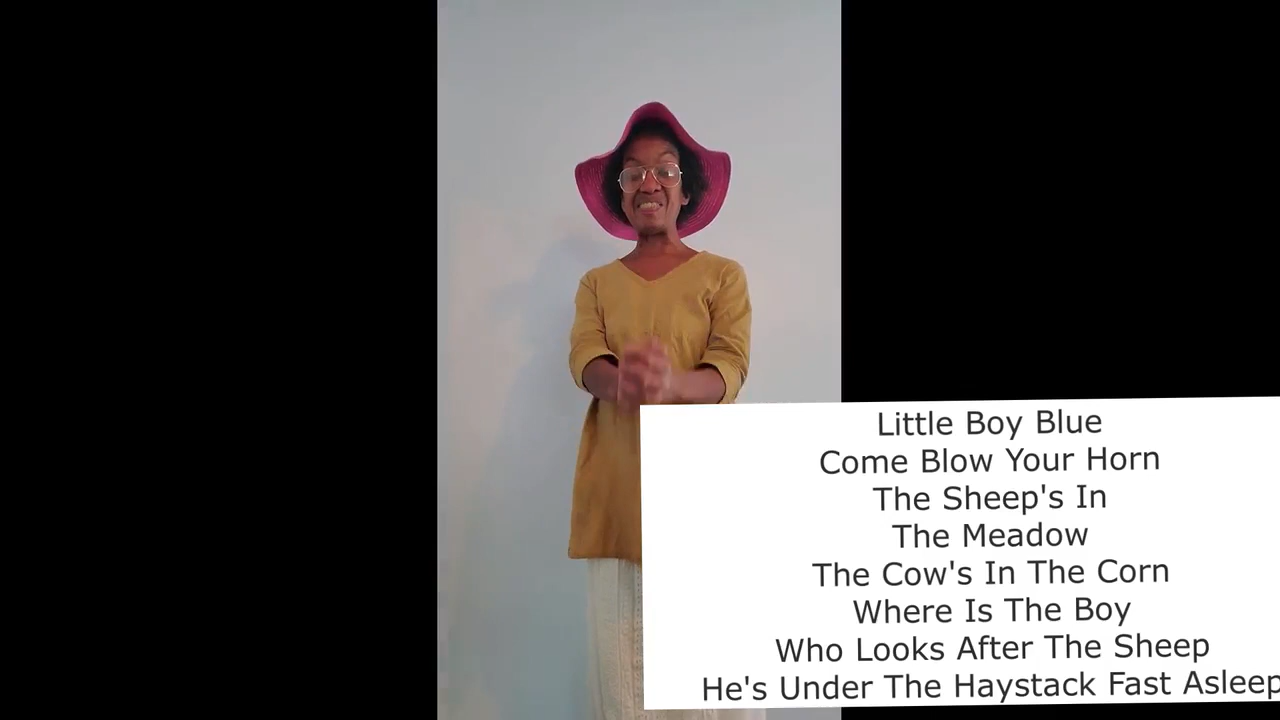 Little Boy Blue
Come Blow Your Horn
The Sheep's In
The Meadow
The Cow's In The Corn
Where Is The Boy
Who Looks After The Sheep
He's Under The Haystack Fast Asleep